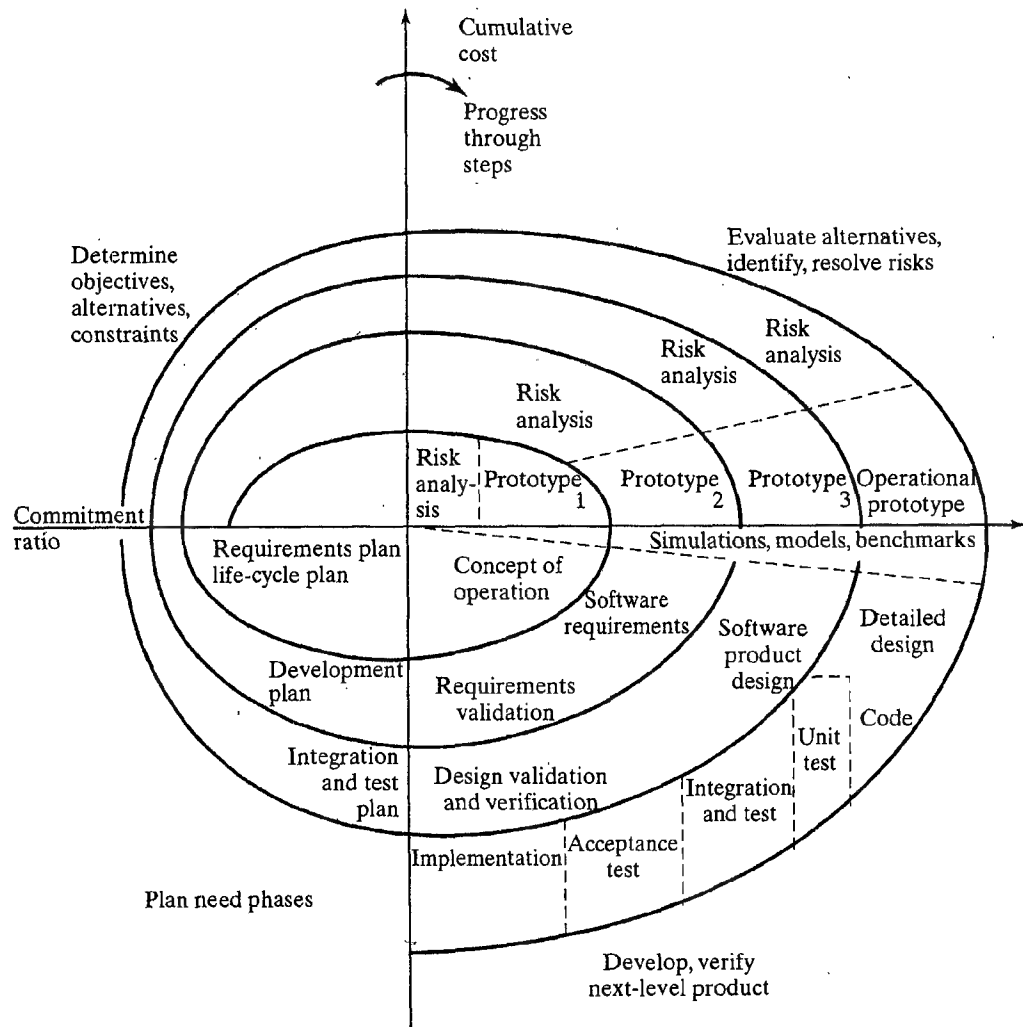 Cumulative
cost
Progress
through
steps
Determine
objectives,
alternatives,
constraints
Evaluate alternatives,
identify, resolve risks
Risk
analysis
Risk
analysis
Risk
analysis
Risk
analy-
sis
Prototype
1
Prototype
2
Prototype
3
Operational
prototype
Commitment
ratio
Simulations, models, benchmarks
Requirements plan
life-cycle plan
Concept of
operation
Software
requirements
Software
product
design
Detailed
design
Development
plan
Requirements
validation
Code
Unit
test
Integration
and test
plan
Design validation
and verification
Integration
and test
Acceptance
test
Implementation
Plan need phases
Develop, verify
next-level product